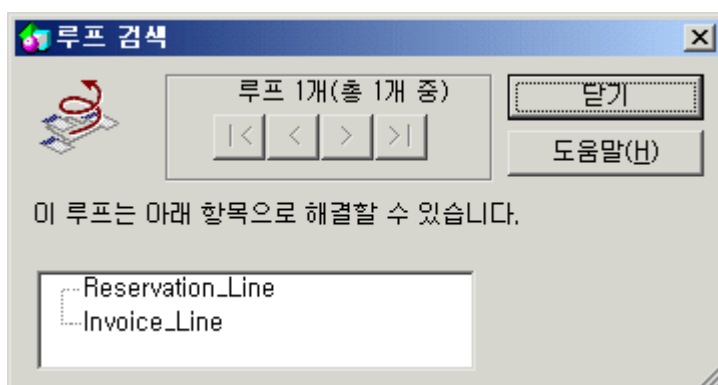 루프 검색
루프 1개(총 1개 중)
|< < > >|
닫기
도움말(H)
이 루프는 아래 항목으로 해결할 수 있습니다.
Reservation_Line
Invoice_Line